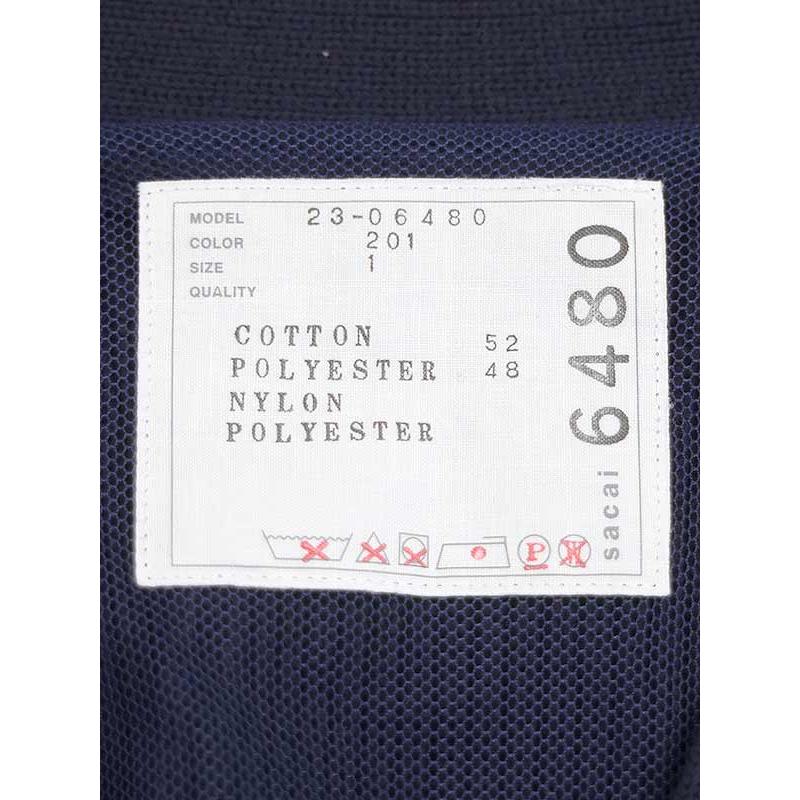 MODEL 23-06480
COLOR 201
SIZE 1
QUALITY
COTTON 52
POLYESTER 48
NYLON
POLYESTER
P
W
sacai 6480